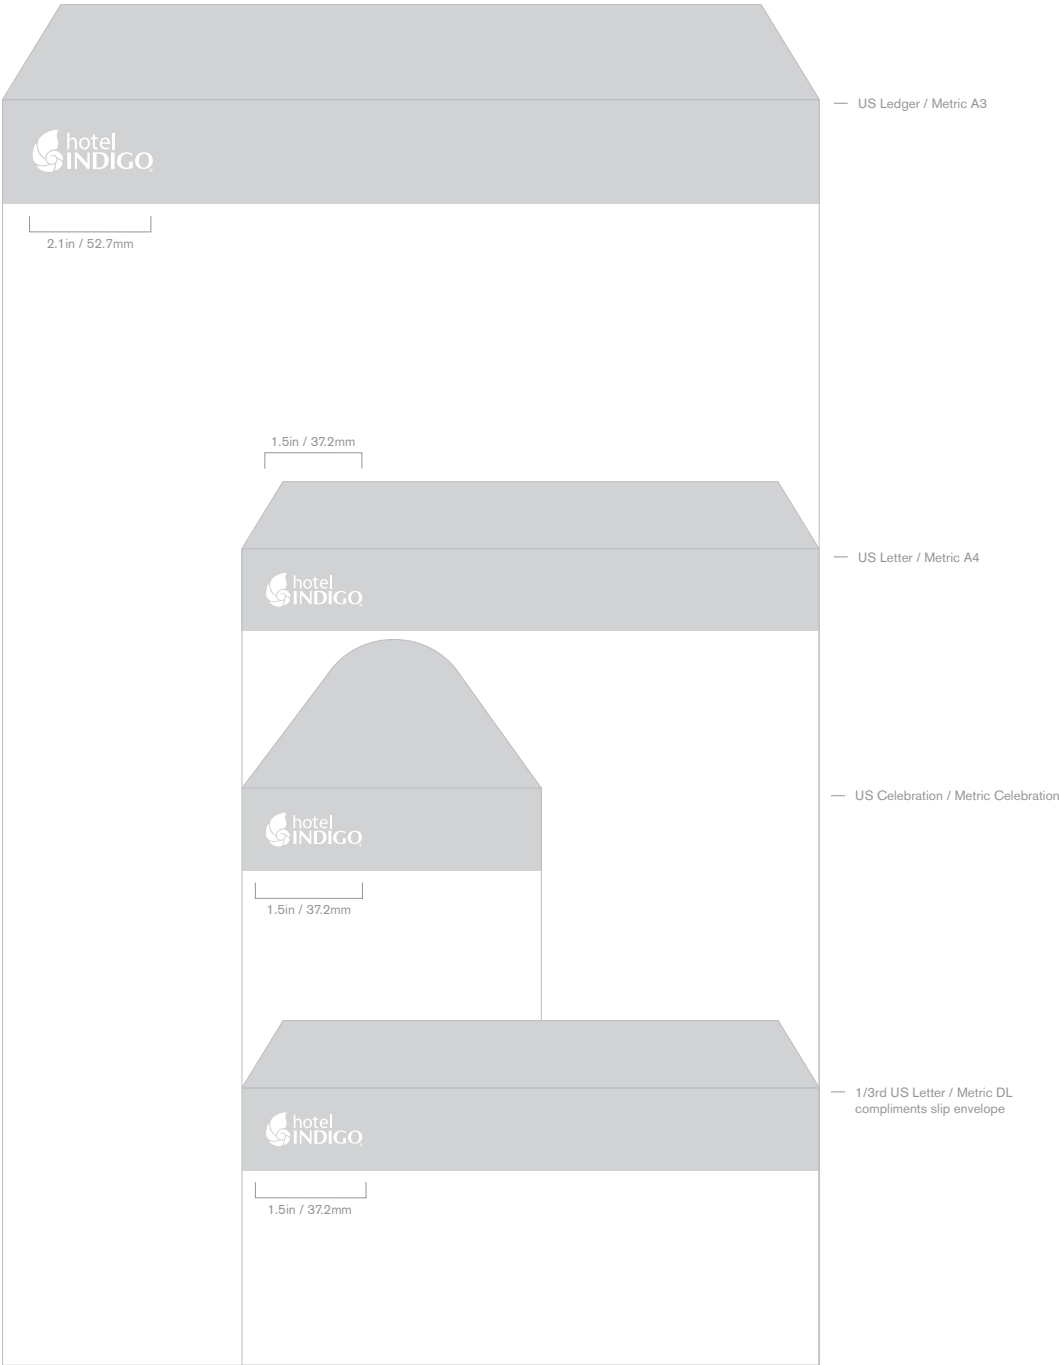 US Ledger / Metric A3
hotel
INDIGO
2.1in / 52.7mm
1.5in / 37.2mm
US Letter / Metric A4
hotel
INDIGO
US Celebration / Metric Celebration
hotel
INDIGO
1.5in / 37.2mm
1/3rd US Letter / Metric DL
compliments slip envelope
hotel
INDIGO
1.5in / 37.2mm